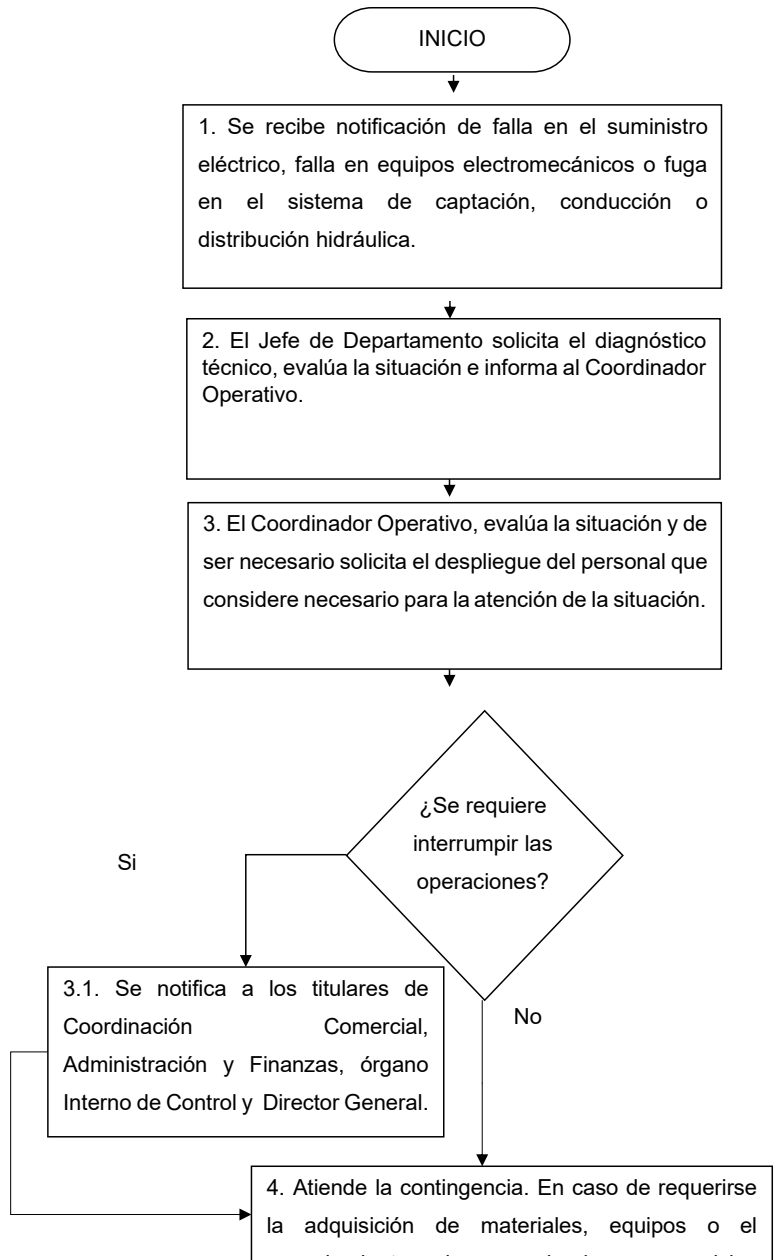 INICIO
1. Se recibe notificación de falla en el suministro
eléctrico, falla en equipos electromecánicos o fuga
en el sistema de captación, conducción o
distribución hidráulica.
2. El Jefe de Departamento solicita el diagnóstico
técnico, evalúa la situación e informa al Coordinador
Operativo.
3. El Coordinador Operativo, evalúa la situación y de
ser necesario solicita el despliegue del personal que
considere necesario para la atención de la situación.
¿Se requiere
interrumpir las
operaciones?
Si
3.1. Se notifica a los titulares de
Coordinación Comercial,
Administración y Finanzas, órgano
Interno de Control y Director General.
No
4. Atiende la contingencia. En caso de requerirse
la adquisición de materiales, equipos o el